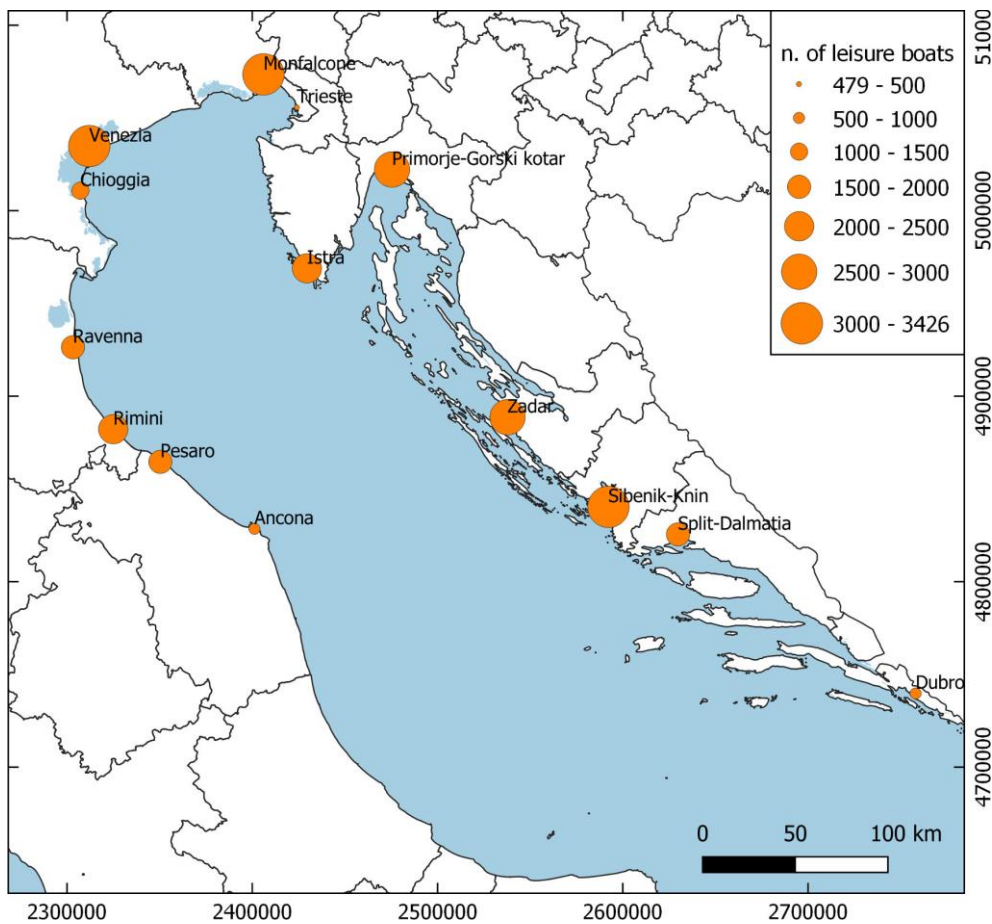 n. of leisure boats
479 - 500
500 - 1000
1000 - 1500
1500 - 2000
2000 - 2500
2500 - 3000
3000 - 3426
Monfalcone
Trieste
Venezia
Primorje-Gorski kotar
Chioggia
Istra
Ravenna
Zadar
Rimini
Pesaro
Šibenik-Knin
Ancona
Split-Dalmatia
Dubro
0 50 100 km
51000
5000000
4900000
4800000
4700000
2300000 2400000 2500000 2600000 2700000